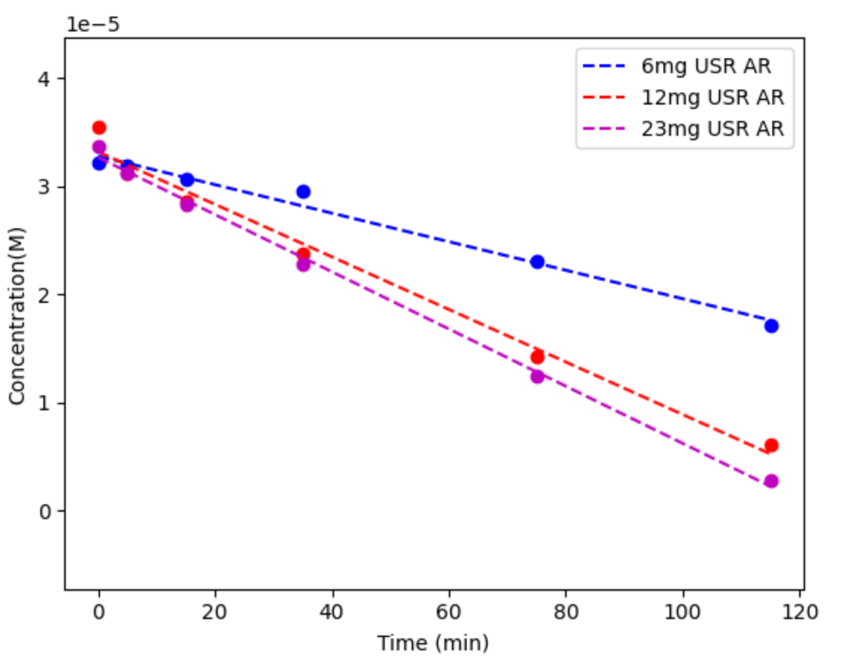 1e−5
6mg USR AR
12mg USR AR
23mg USR AR
4
3
2
1
0
Concentration(M)
0 20 40 60 80 100 120
Time (min)